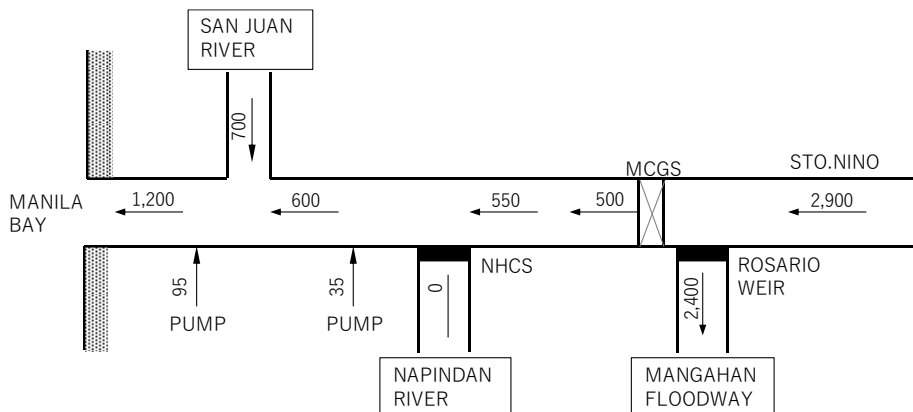 SAN JUAN
RIVER
700
MCGS
STO.NINO
MANILA
BAY
1,200
600
550
500
2,900
95
PUMP
35
PUMP
0
NHCS
2,400
ROSARIO
WEIR
NAPINDAN
RIVER
MANGAHAN
FLOODWAY